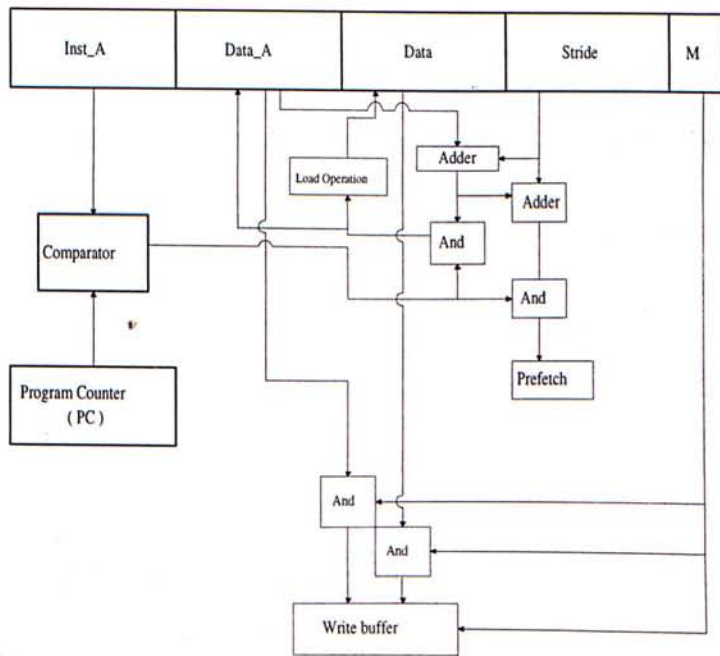 Inst_A
Data_A
Data
Stride
M
Adder
Load Operation
Adder
And
Comparator
And
Prefetch
Program Counter
( PC )
And
And
Write buffer